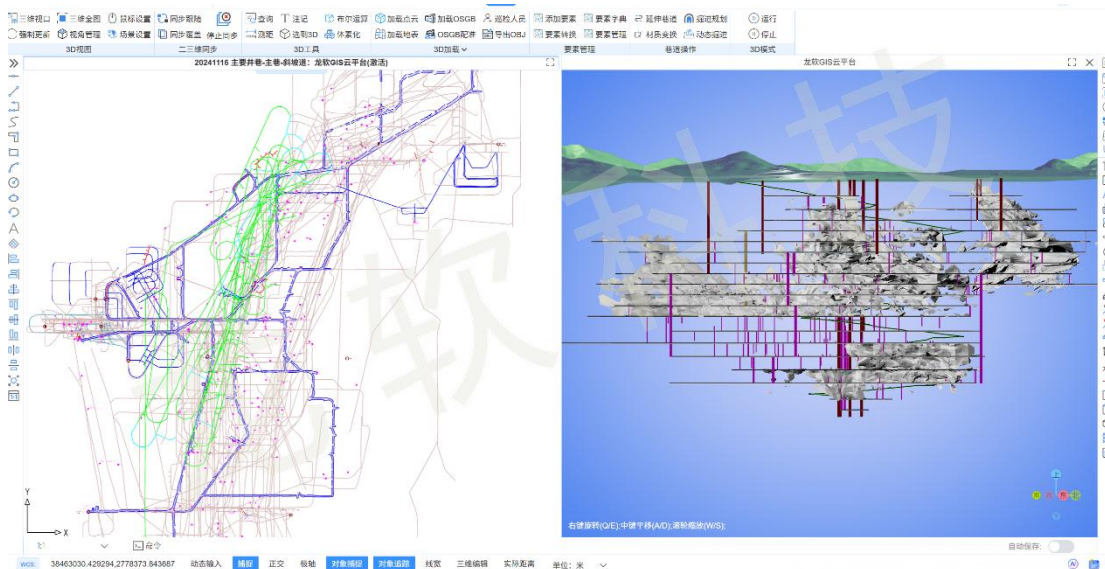 三维视口 三维全图 鼠标设置 同步跟随 查询 注记 布尔运算 加载点云 加载OSGB 巡检人员 添加要素 要素字典 延伸巷道 掘进规划 运行
强制更新 视角管理 场景设置 同步覆盖 停止同步 测距 选到3D 体素化 加载地表 OSGB配准 导出OBJ 要素转换 要素管理 材质变换 动态掘进 停止
3D视图 二三维同步 3D工具 3D加载 要素管理 巷道操作 3D模式
20241116 主要井巷-主巷-斜坡道：龙软GIS云平台(激活)
龙软GIS云平台
软
科技
Y
X
右键旋转(Q/E);中键平移(A/D);滚轮缩放(W/S);
命令
自动保存:
WCS: 38463030.429294,2778373.843687 动态输入 捕捉 正交 极轴 对象捕捉 对象追踪 线宽 三维编辑 实际距离 单位：米